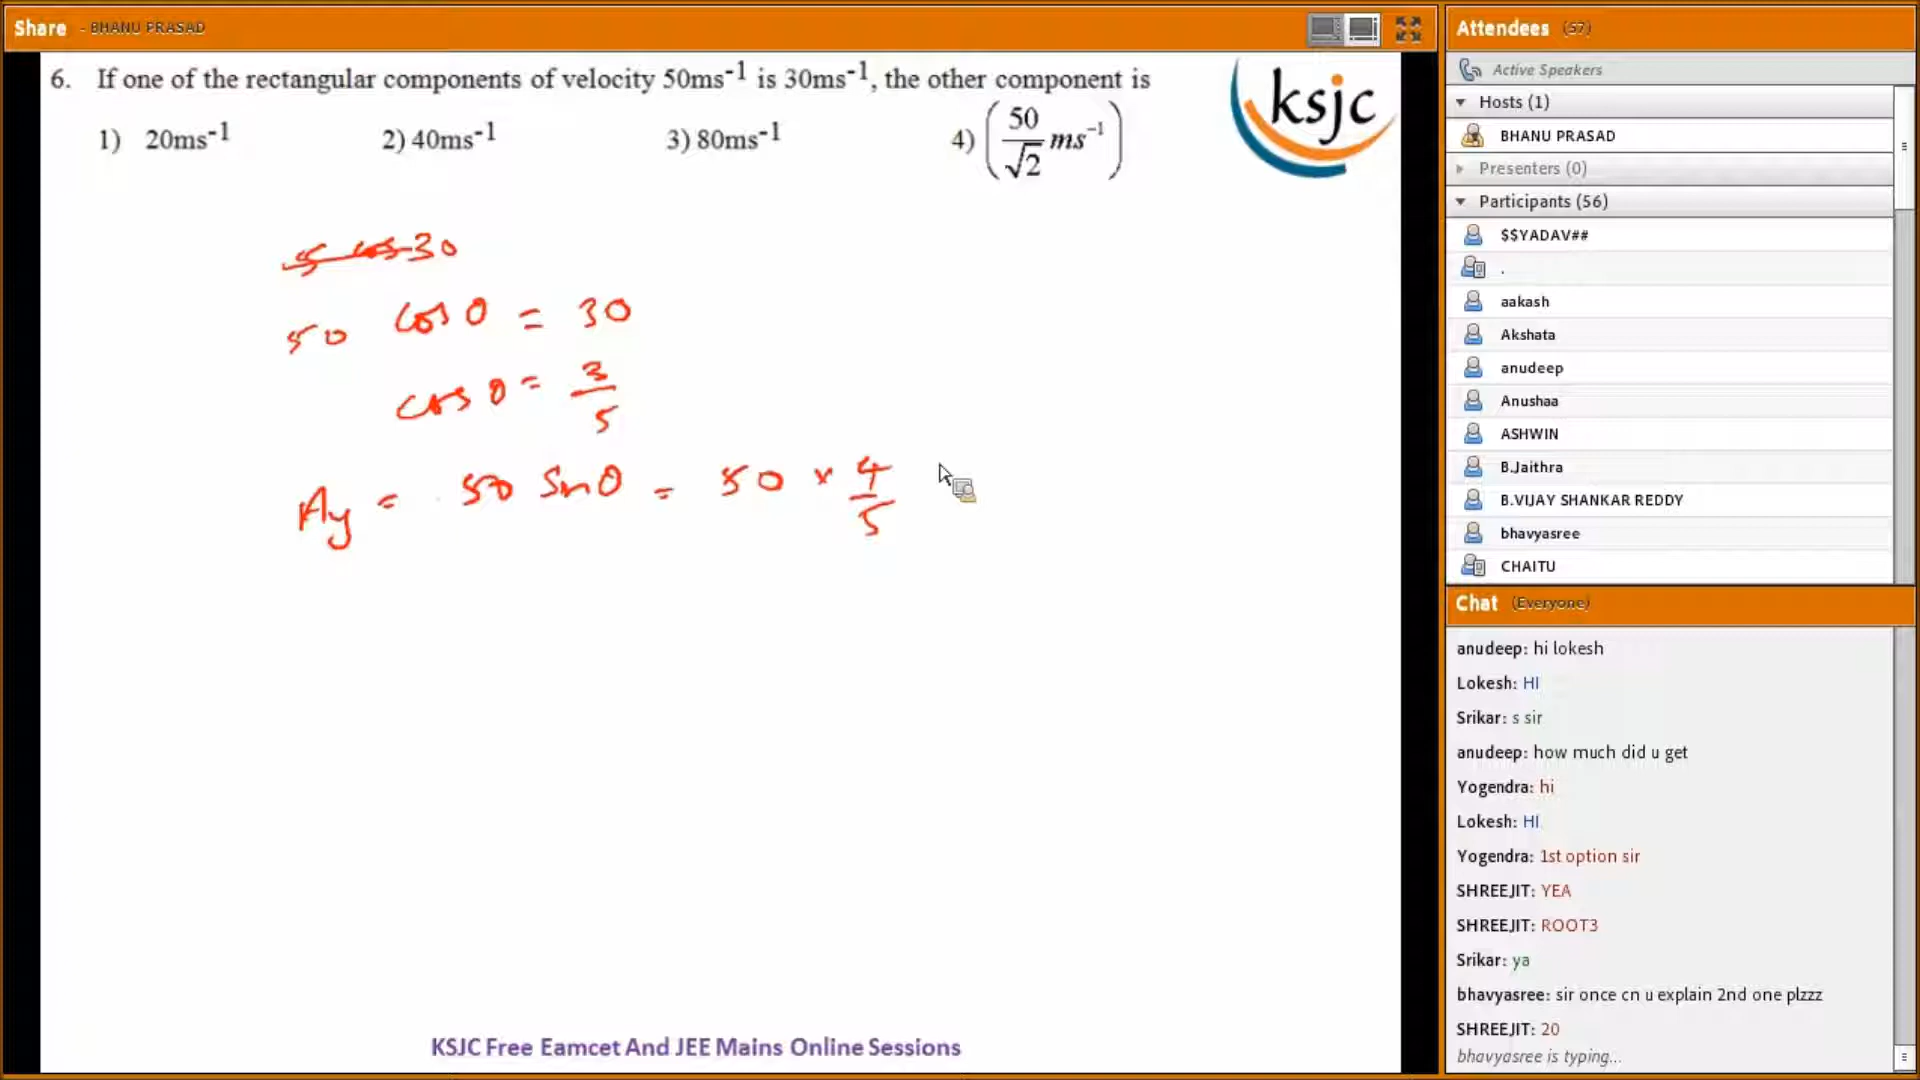 Share - BHANU PRASAD
6. If one of the rectangular components of velocity 50ms⁻¹ is 30ms⁻¹, the other component is
1) 20ms⁻¹ 2) 40ms⁻¹ 3) 80ms⁻¹ 4) (50/√2 ms⁻¹)
ksjc
5 cos 30
50 cos θ = 30
cos θ = 3/5
Ay = 50 Sin θ = 50 × 4/5
KSJC Free Eamcet And JEE Mains Online Sessions
Attendees (57)
Active Speakers
Hosts (1)
BHANU PRASAD
Presenters (0)
Participants (56)
$$YADAV##
.
aakash
Akshata
anudeep
Anushaa
ASHWIN
B.Jaithra
B.VIJAY SHANKAR REDDY
bhavyasree
CHAITU
Chat (Everyone)
anudeep: hi lokesh
Lokesh: HI
Srikar: s sir
anudeep: how much did u get
Yogendra: hi
Lokesh: HI
Yogendra: 1st option sir
SHREEJIT: YEA
SHREEJIT: ROOT3
Srikar: ya
bhavyasree: sir once cn u explain 2nd one plzzz
SHREEJIT: 20
bhavyasree is typing...